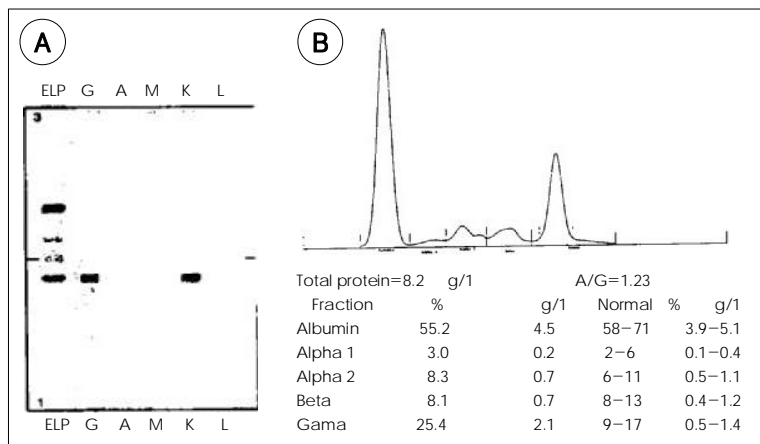 A
ELP G A M K L
3
1
ELP G A M K L
B
Total protein=8.2 g/1 A/G=1.23
Fraction % g/1 Normal % g/1
Albumin 55.2 4.5 58-71 3.9-5.1
Alpha 1 3.0 0.2 2-6 0.1-0.4
Alpha 2 8.3 0.7 6-11 0.5-1.1
Beta 8.1 0.7 8-13 0.4-1.2
Gama 25.4 2.1 9-17 0.5-1.4